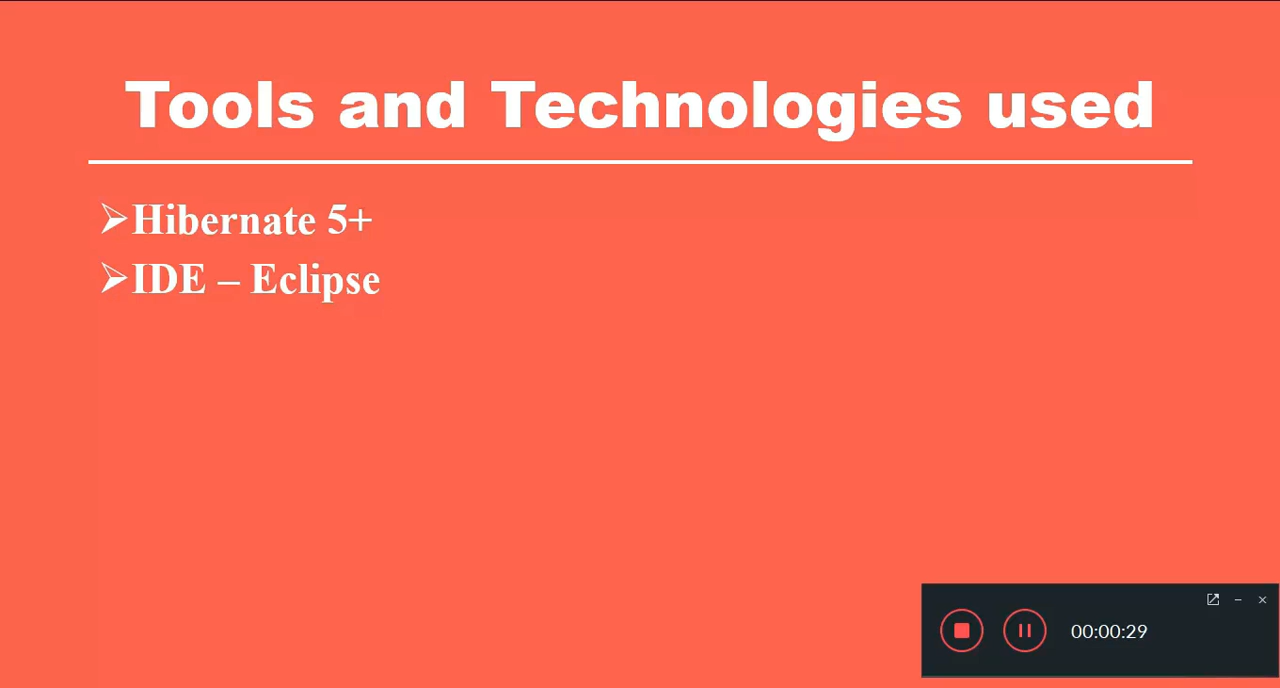 Tools and Technologies used
➢Hibernate 5+
➢IDE – Eclipse
00:00:29